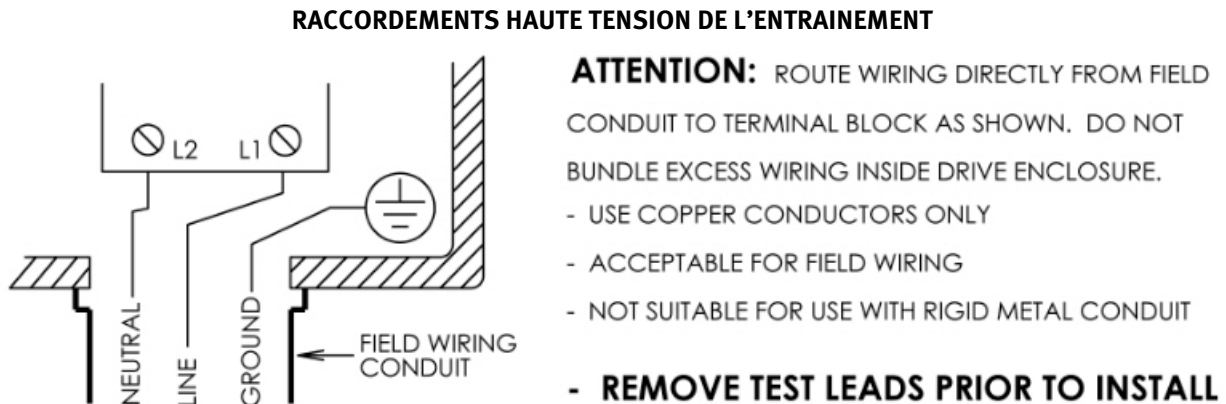 RACCORDEMENTS HAUTE TENSION DE L'ENTRAINEMENT
L2
L1
NEUTRAL
LINE
GROUND
FIELD WIRING
CONDUIT
ATTENTION: ROUTE WIRING DIRECTLY FROM FIELD
CONDUIT TO TERMINAL BLOCK AS SHOWN. DO NOT
BUNDLE EXCESS WIRING INSIDE DRIVE ENCLOSURE.
- USE COPPER CONDUCTORS ONLY
- ACCEPTABLE FOR FIELD WIRING
- NOT SUITABLE FOR USE WITH RIGID METAL CONDUIT
- REMOVE TEST LEADS PRIOR TO INSTALL